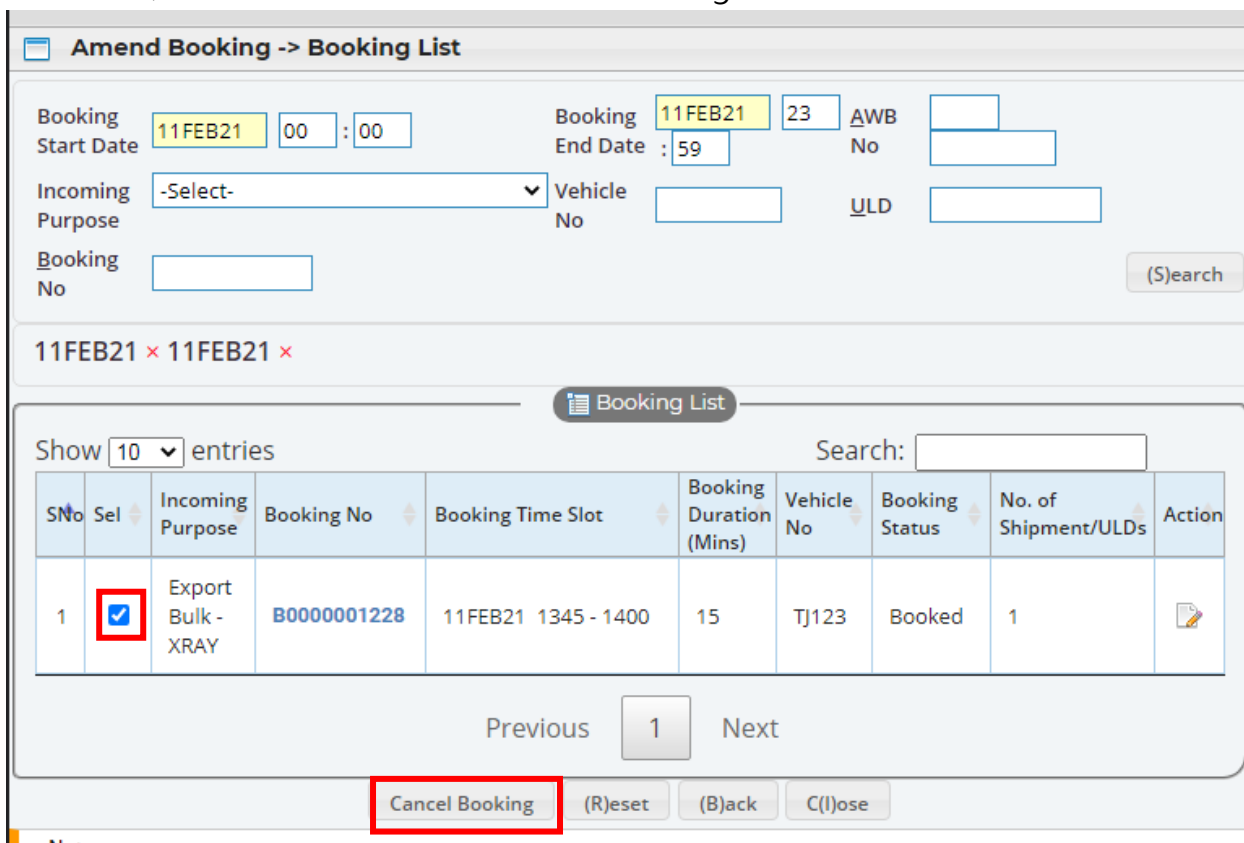 Amend Booking -> Booking List
Booking Start Date 11FEB21 00 : 00 Booking End Date 11FEB21 23 : 59 AWB No
Incoming Purpose -Select- Vehicle No ULD
Booking No
(S)earch
11FEB21 × 11FEB21 ×
Booking List
Show 10 entries Search:
SNo Sel Incoming Purpose Booking No Booking Time Slot Booking Duration (Mins) Vehicle No Booking Status No. of Shipment/ULDs Action
1 Export Bulk - XRAY B0000001228 11FEB21 1345 - 1400 15 TJ123 Booked 1
Previous 1 Next
Cancel Booking (R)eset (B)ack C(l)ose